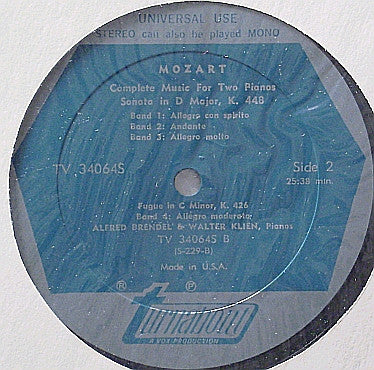 UNIVERSAL USE
STEREO can also be played MONO
MOZART
Complete Music For Two Pianos
Sonata in D Major, K. 448
Band 1: Allegro con spirito
Band 2: Andante
Band 3: Allegro molto
TV 34064S
Side 2
25:38 min.
Fugue in C Minor, K. 426
Band 4: Allegro moderato
ALFRED BRENDEL & WALTER KLIEN, Pianos
TV 34064S B
(S-229-B)
Made in U.S.A.
® ℗
turnabout
A VOX PRODUCTION